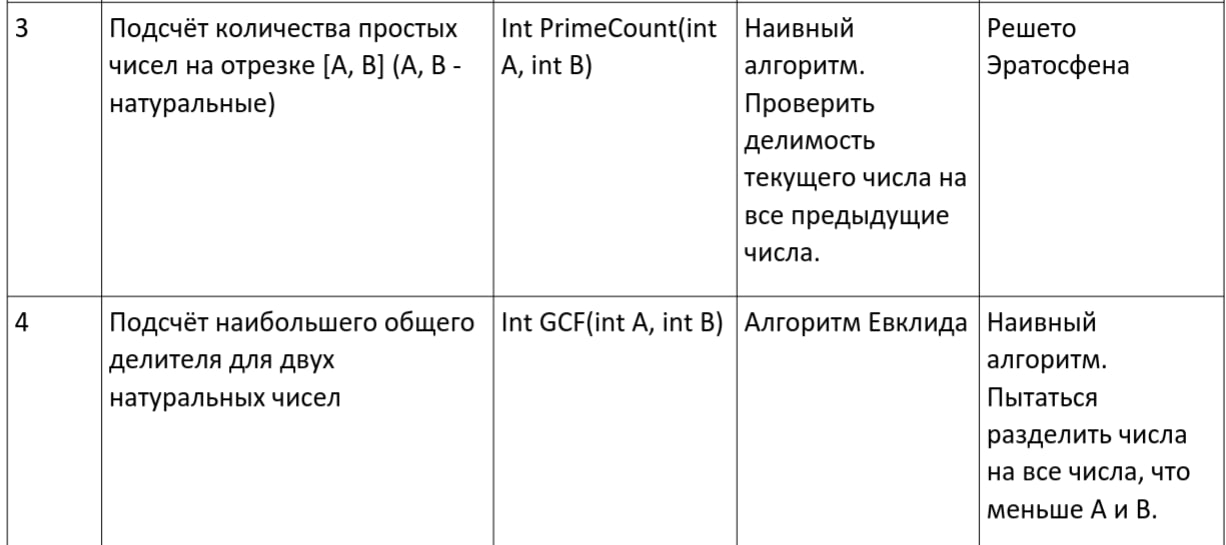 3
Подсчёт количества простых
чисел на отрезке [A, B] (A, B -
натуральные)
Int PrimeCount(int
A, int B)
Наивный
алгоритм.
Проверить
делимость
текущего числа на
все предыдущие
числа.
Решето
Эратосфена
4
Подсчёт наибольшего общего
делителя для двух
натуральных чисел
Int GCF(int A, int B)
Алгоритм Евклида
Наивный
алгоритм.
Пытаться
разделить числа
на все числа, что
меньше A и B.